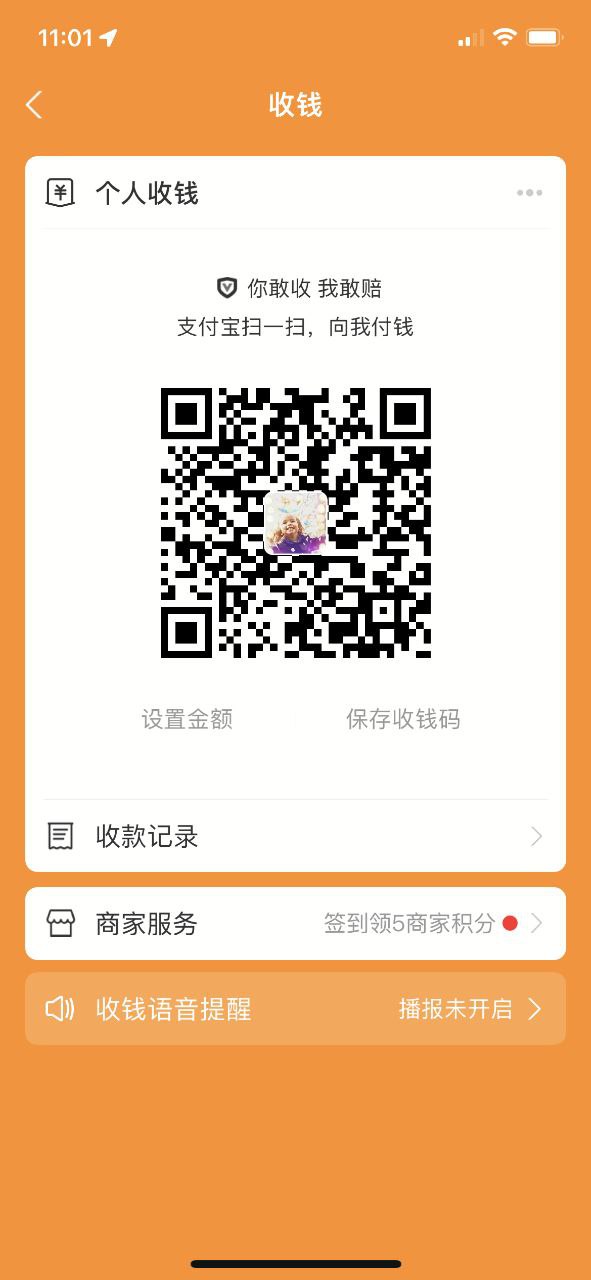 11:01
收钱
个人收钱
你敢收 我敢赔
支付宝扫一扫，向我付钱
设置金额
保存收钱码
收款记录
商家服务 签到领5商家积分
收钱语音提醒 播报未开启